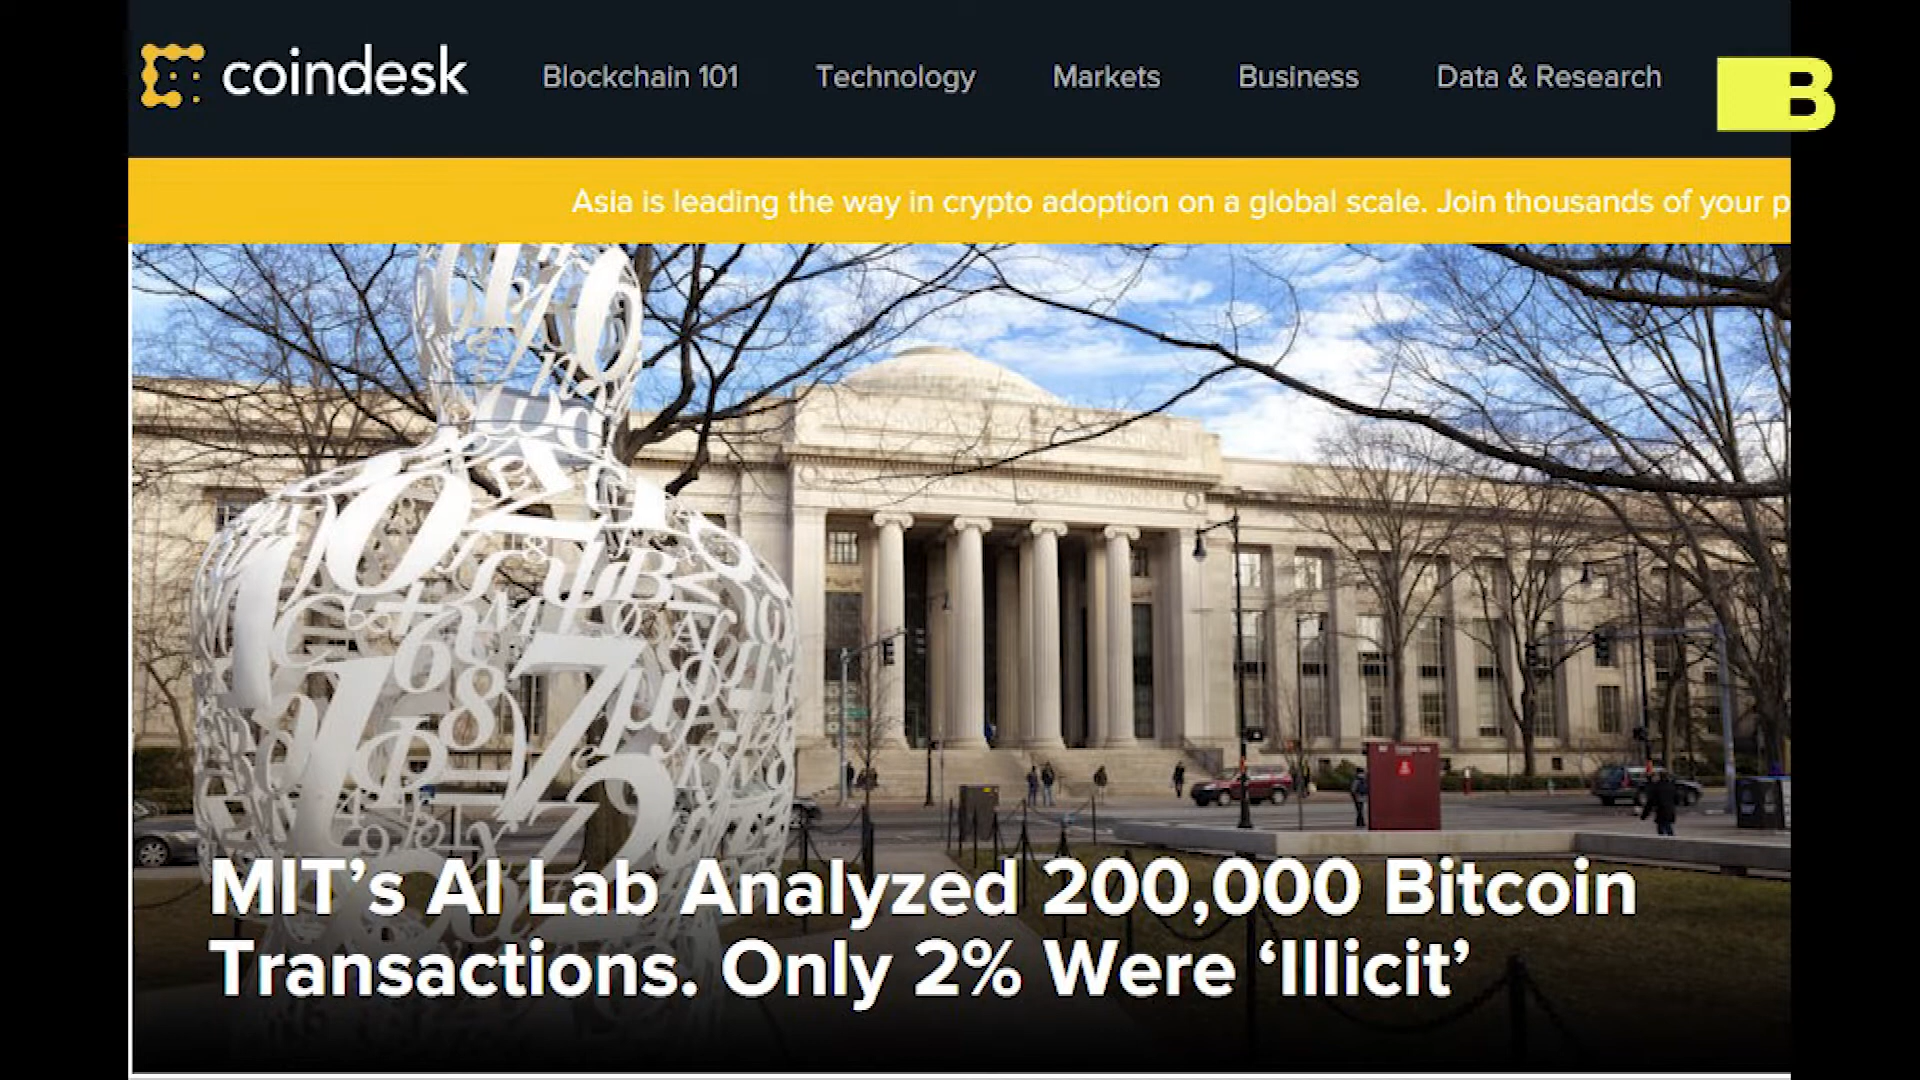 coindesk
Blockchain 101
Technology
Markets
Business
Data & Research
B
Asia is leading the way in crypto adoption on a global scale. Join thousands of your p
MIT’s AI Lab Analyzed 200,000 Bitcoin
Transactions. Only 2% Were ‘Illicit’